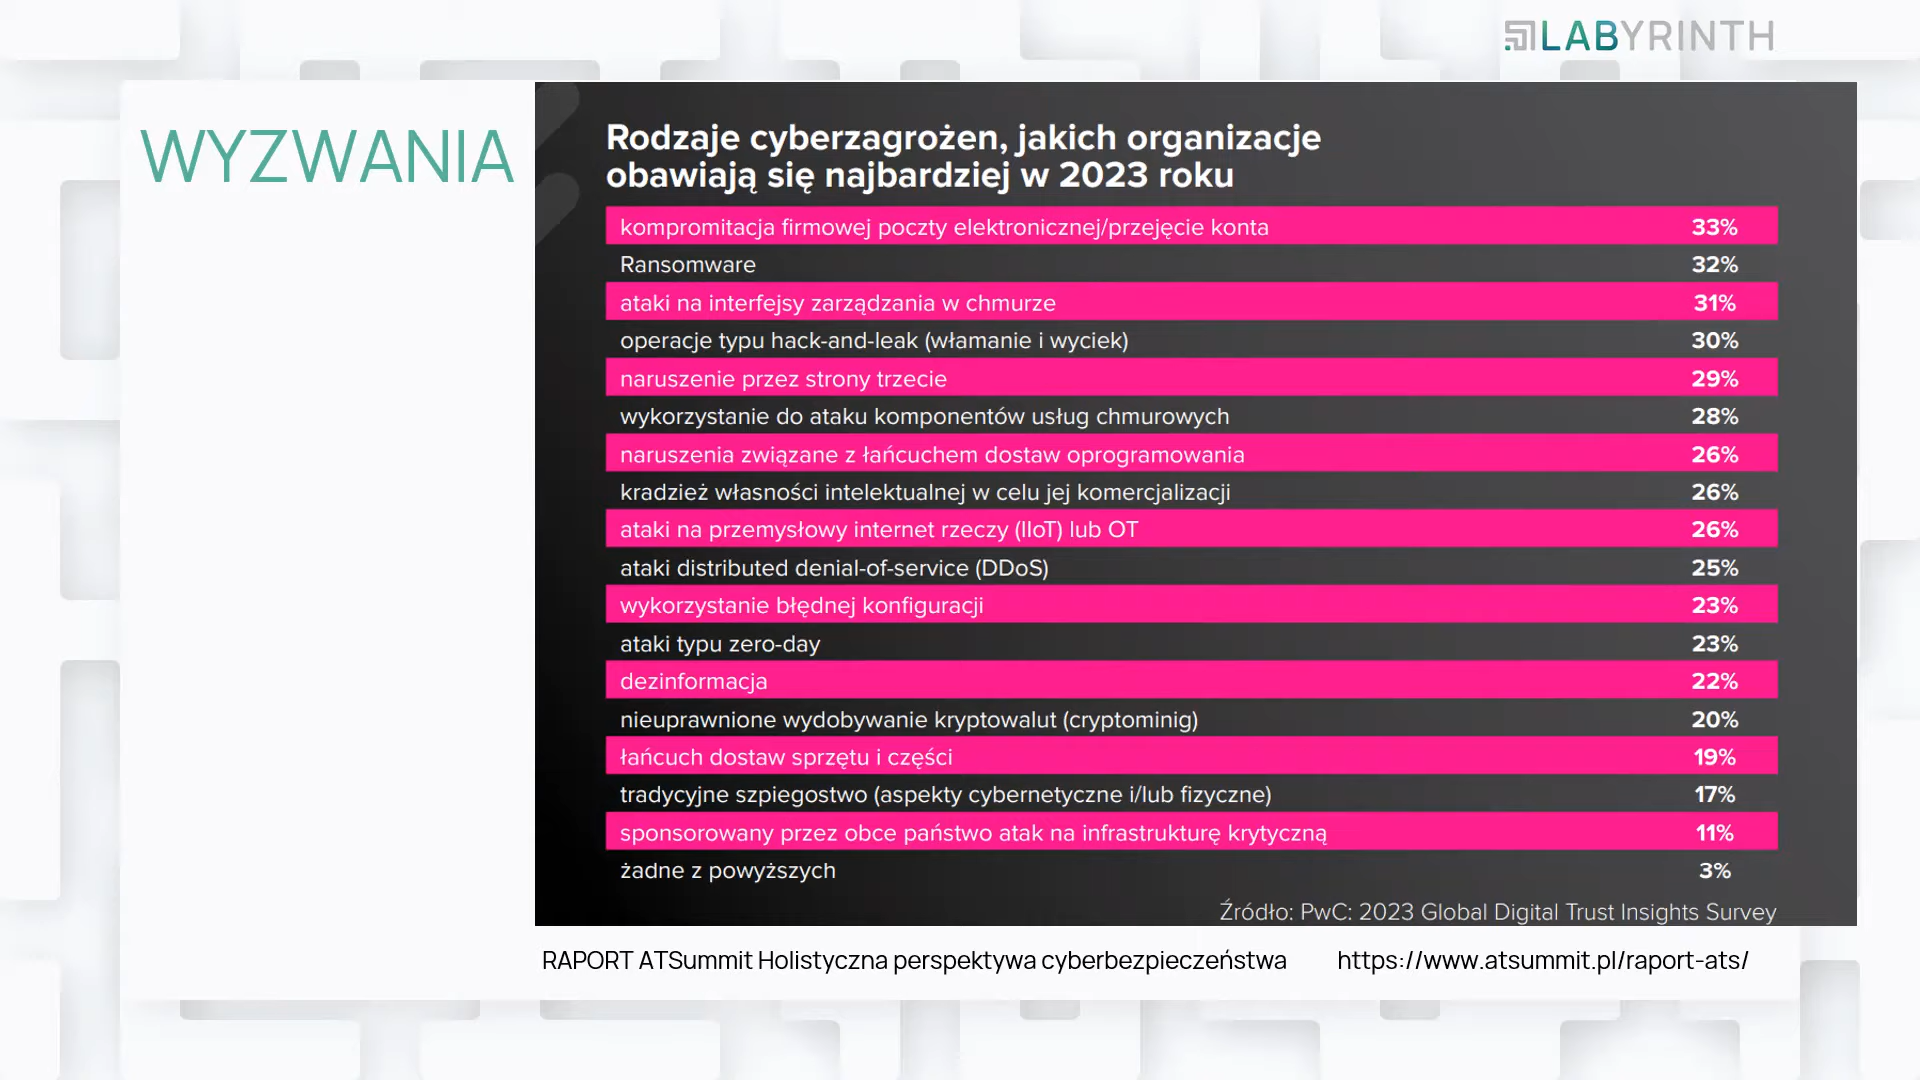 LABYRINTH
WYZWANIA
Rodzaje cyberzagrożen, jakich organizacje
obawiają się najbardziej w 2023 roku
kompromitacja firmowej poczty elektronicznej/przejęcie konta 33%
Ransomware 32%
ataki na interfejsy zarządzania w chmurze 31%
operacje typu hack-and-leak (włamanie i wyciek) 30%
naruszenie przez strony trzecie 29%
wykorzystanie do ataku komponentów usług chmurowych 28%
naruszenia związane z łańcuchem dostaw oprogramowania 26%
kradzież własności intelektualnej w celu jej komercjalizacji 26%
ataki na przemysłowy internet rzeczy (IIoT) lub OT 26%
ataki distributed denial-of-service (DDoS) 25%
wykorzystanie błędnej konfiguracji 23%
ataki typu zero-day 23%
dezinformacja 22%
nieuprawnione wydobywanie kryptowalut (cryptominig) 20%
łańcuch dostaw sprzętu i części 19%
tradycyjne szpiegostwo (aspekty cybernetyczne i/lub fizyczne) 17%
sponsorowany przez obce państwo atak na infrastrukturę krytyczną 11%
żadne z powyższych 3%
Źródło: PwC: 2023 Global Digital Trust Insights Survey
RAPORT ATSummit Holistyczna perspektywa cyberbezpieczeństwa https://www.atsummit.pl/raport-ats/